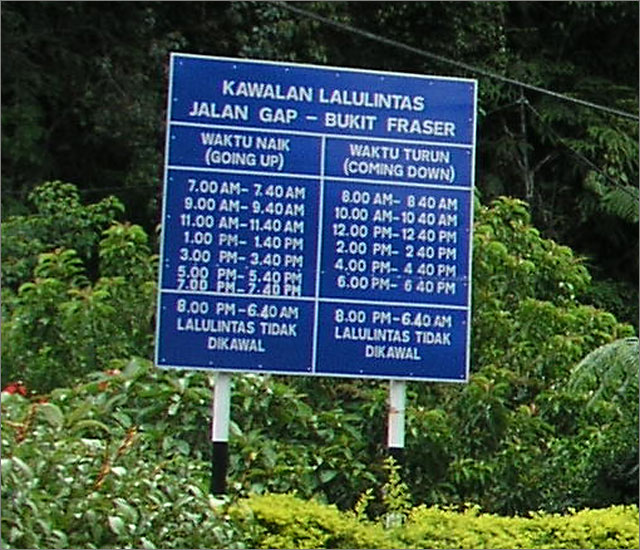 KAWALAN LALULINTAS
JALAN GAP - BUKIT FRASER
WAKTU NAIK
(GOING UP)
7.00 AM- 7.40 AM
9.00 AM- 9.40 AM
11.00 AM-11.40 AM
1.00 PM- 1.40 PM
3.00 PM- 3.40 PM
5.00 PM- 5.40 PM
7.00 PM- 7.40 PM
8.00 PM-6.40 AM
LALULINTAS TIDAK
DIKAWAL
WAKTU TURUN
(COMING DOWN)
8.00 AM- 8 40 AM
10.00 AM-10 40 AM
12.00 PM-12 40 PM
2.00 PM- 2 40 PM
4.00 PM- 4 40 PM
6.00 PM- 6 40 PM
8.00 PM-6.40 AM
LALULINTAS TIDAK
DIKAWAL